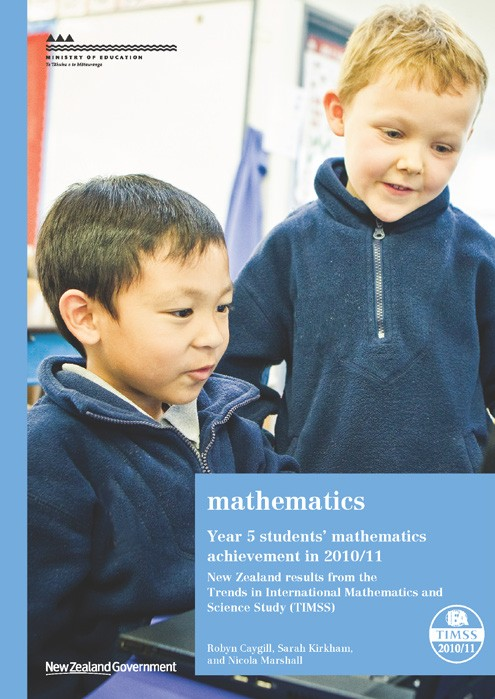 MINISTRY OF EDUCATION
Te Tāhuhu o te Mātauranga
mathematics
Year 5 students' mathematics
achievement in 2010/11
New Zealand results from the
Trends in International Mathematics and
Science Study (TIMSS)
IEA
TIMSS
2010/11
Robyn Caygill, Sarah Kirkham,
and Nicola Marshall
New Zealand Government